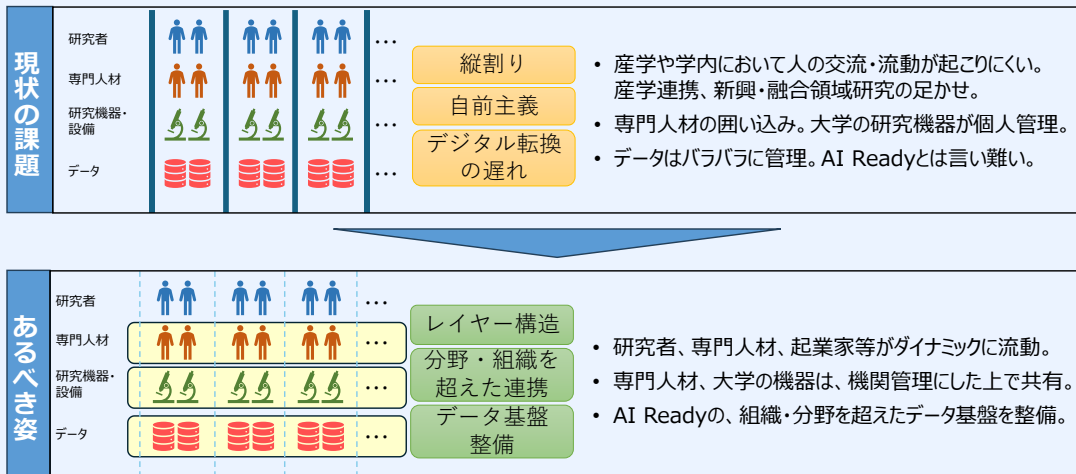 現状の課題
研究者
専門人材
研究機器・
設備
データ
…
…
…
…
縦割り
自前主義
デジタル転換
の遅れ
• 産学や学内において人の交流・流動が起こりにくい。
産学連携、新興・融合領域研究の足かせ。
• 専門人材の囲い込み。大学の研究機器が個人管理。
• データはバラバラに管理。AI Readyとは言い難い。
あるべき姿
研究者
専門人材
研究機器・
設備
データ
…
…
…
…
レイヤー構造
分野・組織を
超えた連携
データ基盤
整備
• 研究者、専門人材、起業家等がダイナミックに流動。
• 専門人材、大学の機器は、機関管理にした上で共有。
• AI Readyの、組織・分野を超えたデータ基盤を整備。